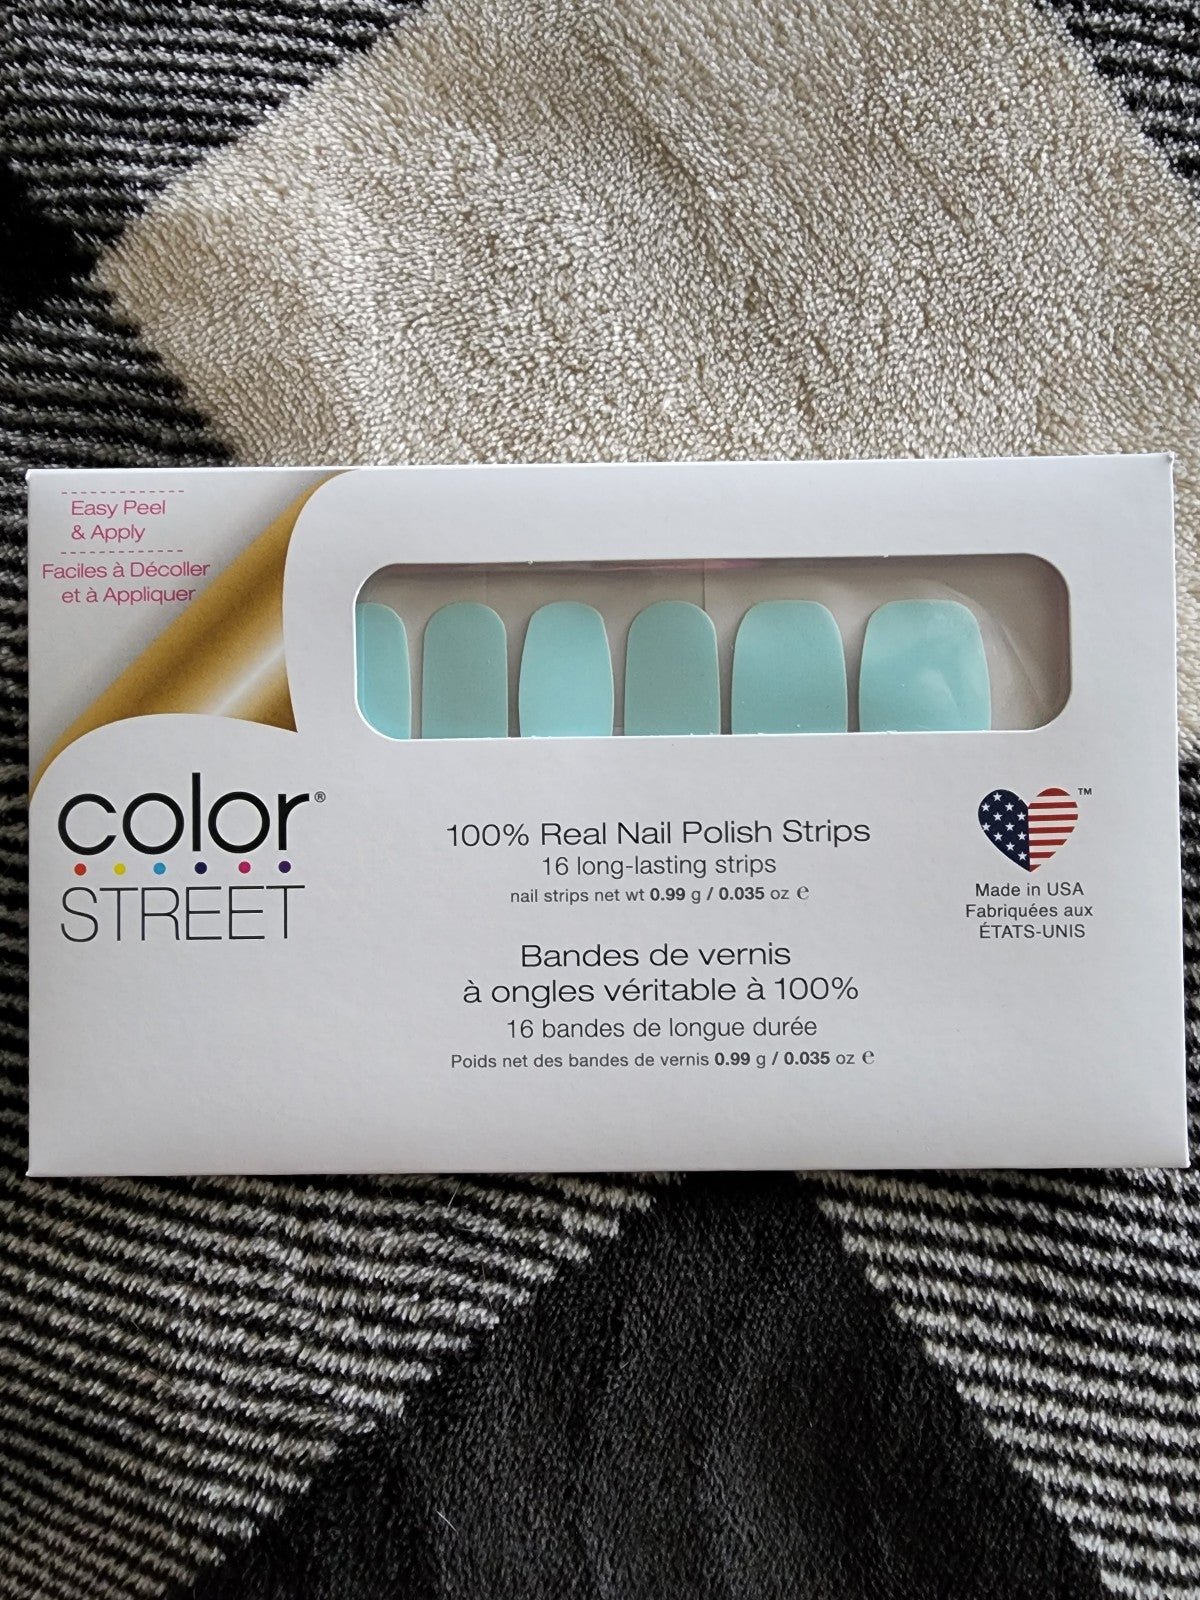 Easy Peel
& Apply
Faciles à Décoller
et à Appliquer
color®
STREET
100% Real Nail Polish Strips
16 long-lasting strips
nail strips net wt 0.99 g / 0.035 oz ℮
Bandes de vernis
à ongles véritable à 100%
16 bandes de longue durée
Poids net des bandes de vernis 0.99 g / 0.035 oz ℮
™
Made in USA
Fabriquées aux
ÉTATS-UNIS